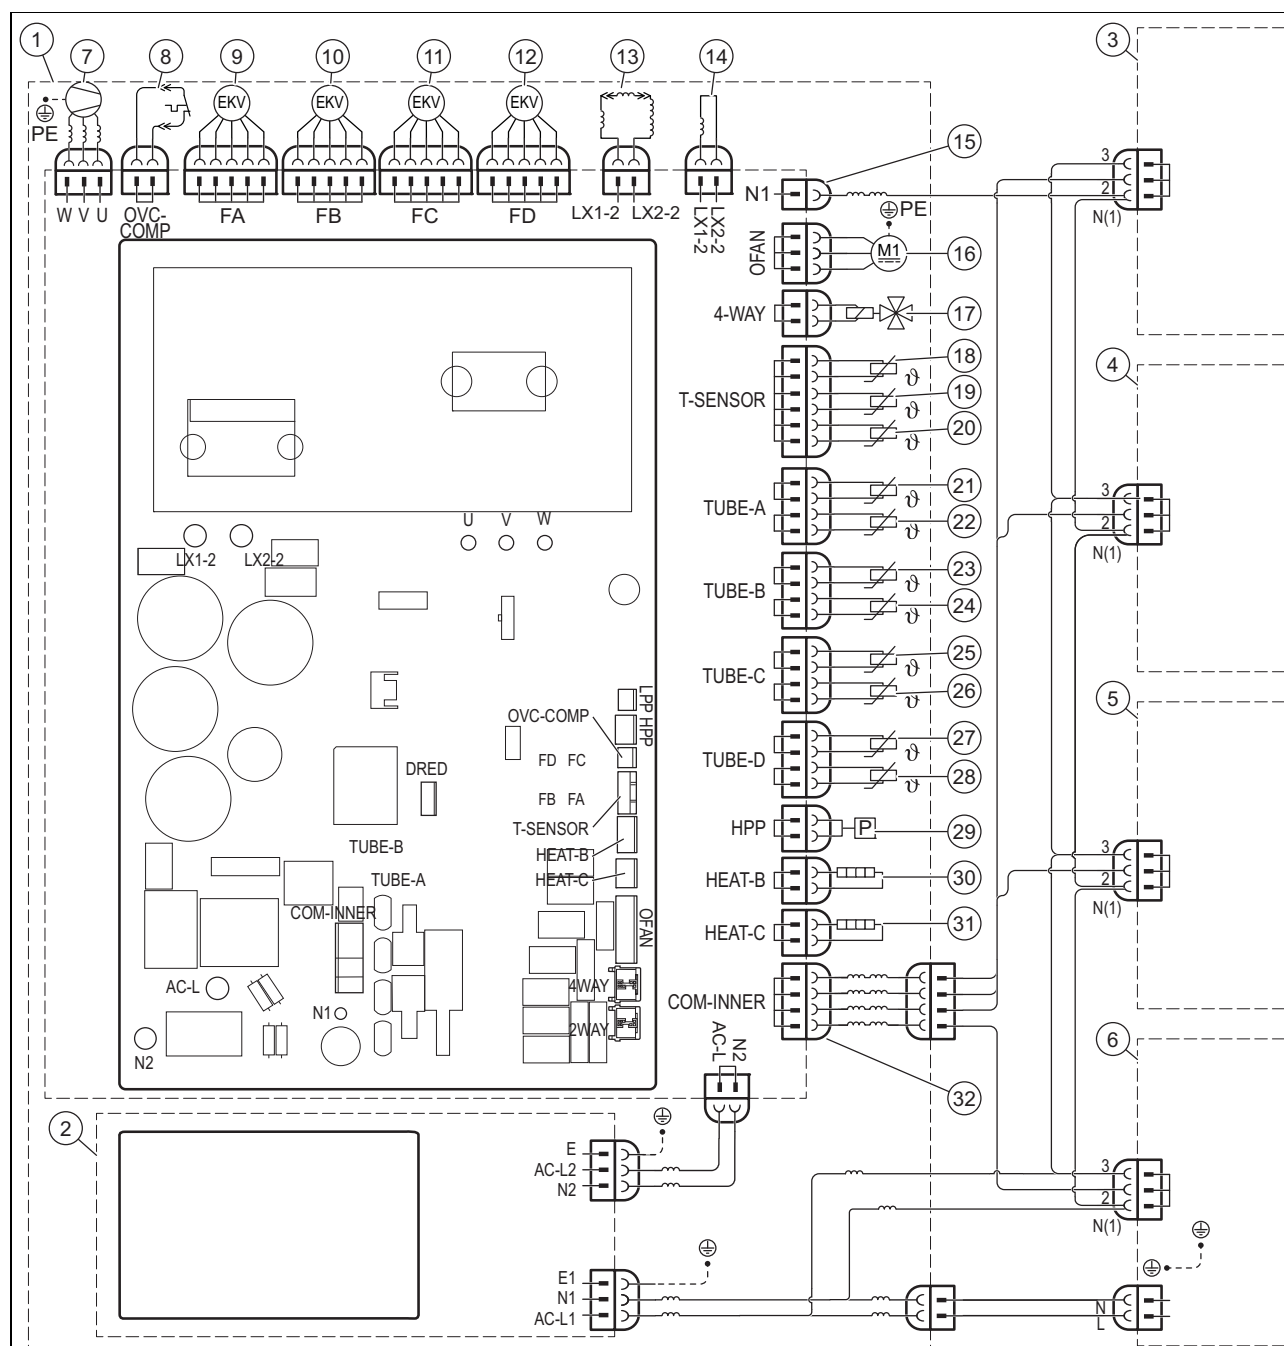 1
7
8
9
10
11
12
13
14
3
EKV
EKV
EKV
EKV
PE
W V U
OVC-COMP
FA
FB
FC
FD
LX1-2
LX2-2
LX1-2
LX2-2
N1
15
3
2
N(1)
PE
OFAN
M1
16
4-WAY
17
T-SENSOR
18
ϑ
19
ϑ
20
ϑ
4
TUBE-A
21
ϑ
22
ϑ
3
2
N(1)
U
V
W
LX1-2
LX2-2
TUBE-B
23
ϑ
24
ϑ
TUBE-C
25
ϑ
26
ϑ
5
LPP HPP
OVC-COMP
FD FC
FB FA
DRED
T-SENSOR
TUBE-B
HEAT-B
TUBE-A
HEAT-C
COM-INNER
OFAN
TUBE-D
27
ϑ
28
ϑ
HPP
P
29
HEAT-B
30
HEAT-C
31
3
2
N(1)
AC-L
N1
N2
4WAY
2WAY
COM-INNER
32
AC-L
N2
6
2
E
AC-L2
N2
E1
N1
AC-L1
3
2
N(1)
N
L